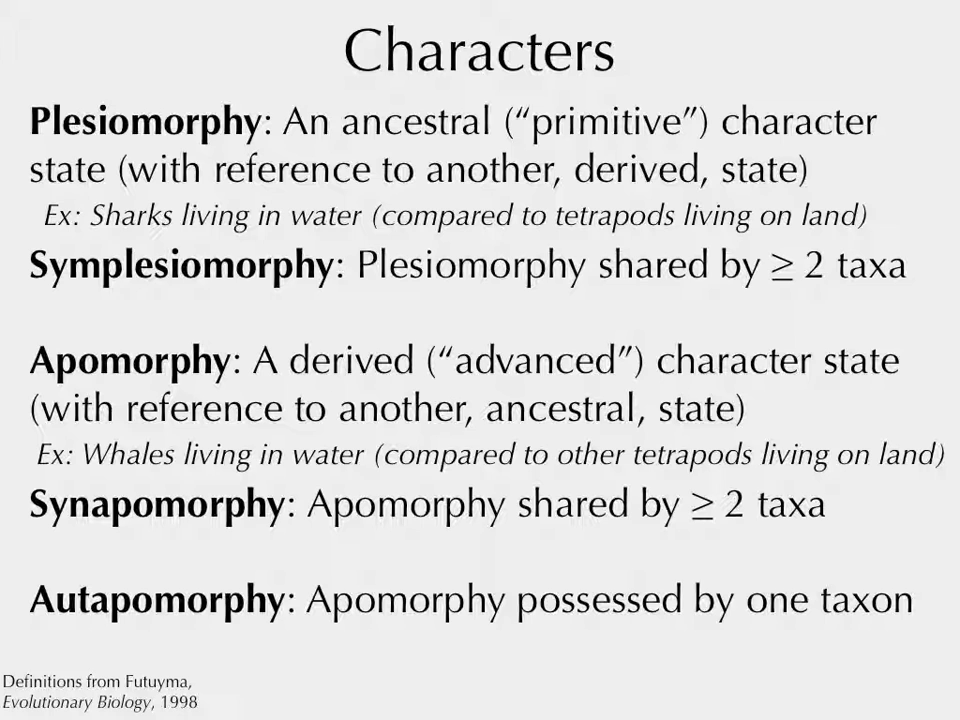 Characters
Plesiomorphy: An ancestral (“primitive”) character
state (with reference to another, derived, state)
Ex: Sharks living in water (compared to tetrapods living on land)
Symplesiomorphy: Plesiomorphy shared by ≥ 2 taxa
Apomorphy: A derived (“advanced”) character state
(with reference to another, ancestral, state)
Ex: Whales living in water (compared to other tetrapods living on land)
Synapomorphy: Apomorphy shared by ≥ 2 taxa
Autapomorphy: Apomorphy possessed by one taxon
Definitions from Futuyma,
Evolutionary Biology, 1998